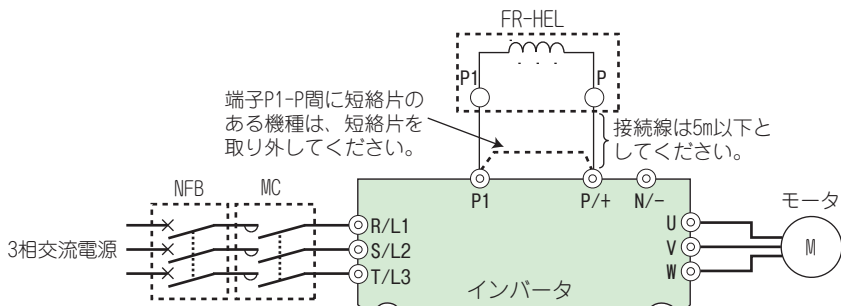 FR-HEL
P1
P
端子P1-P間に短絡片の
ある機種は、短絡片を
取り外してください。
接続線は5m以下と
してください。
NFB
MC
P1
P/+
N/-
モータ
R/L1
U
3相交流電源
S/L2
V
M
T/L3
W
インバータ